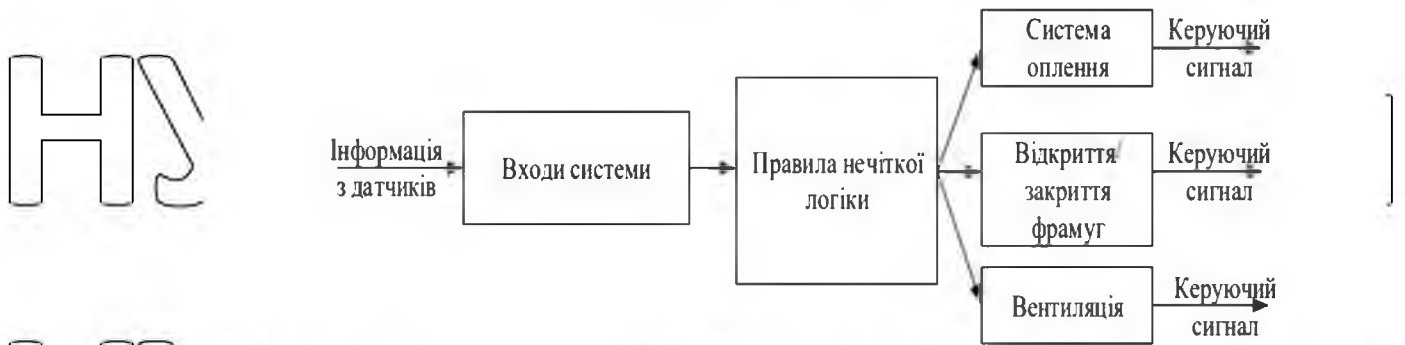 НУ
Інформація
з датчиків
Входи системи
Правила нечіткої
логіки
Система
оплення
Керуючий
сигнал
Відкриття
закриття
фрамуг
Керуючий
сигнал
Вентиляція
Керуючий
сигнал